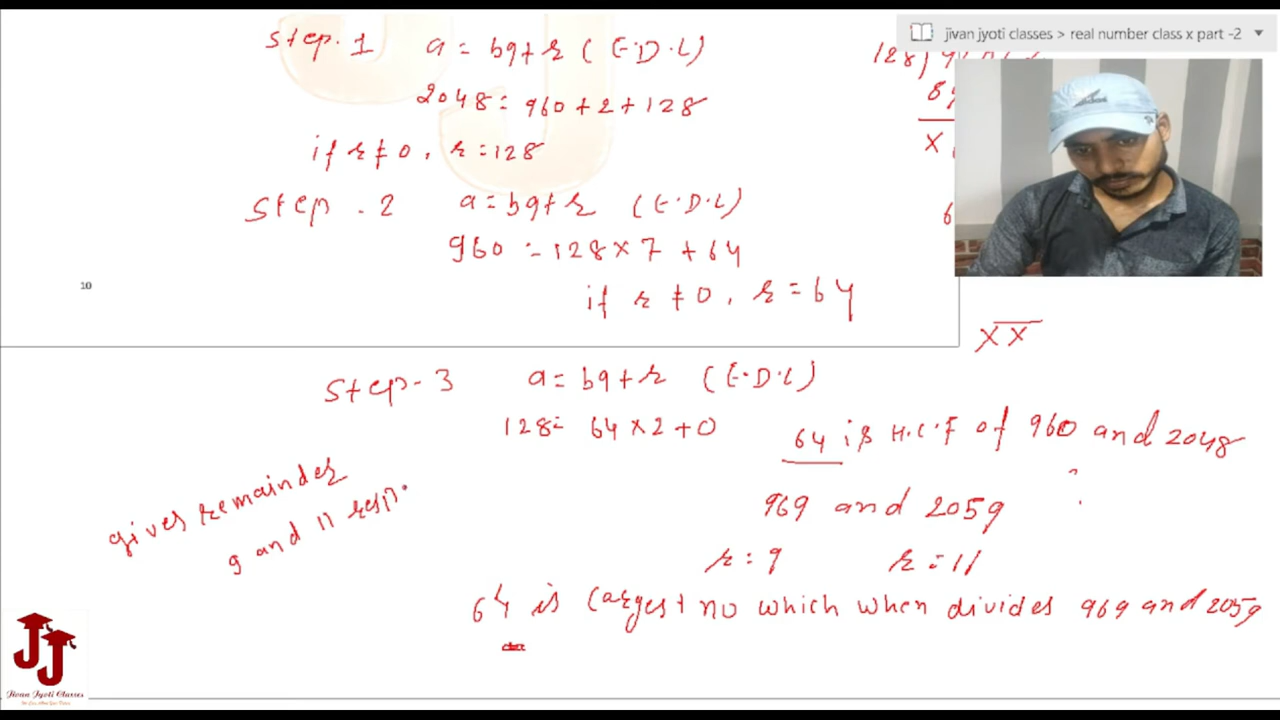 jivan jyoti classes > real number class x part -2
step. 1 a = bq + r ( E.D.L)
2048 = 960 + 2 + 128
if r ≠ 0, r = 128
step - 2 a = bq + r (E.D.L)
960 = 128 × 7 + 64
if r ≠ 0, r = 64
10
X X
step - 3 a = bq + r (E.D.L)
128 = 64 × 2 + 0
64 is H.C.F of 960 and 2048
969 and 2059
r = 9 r = 11
64 is largest no which when divides 969 and 2059
gives remainder
9 and 11 resp.
JJ
Jivan Jyoti Classes